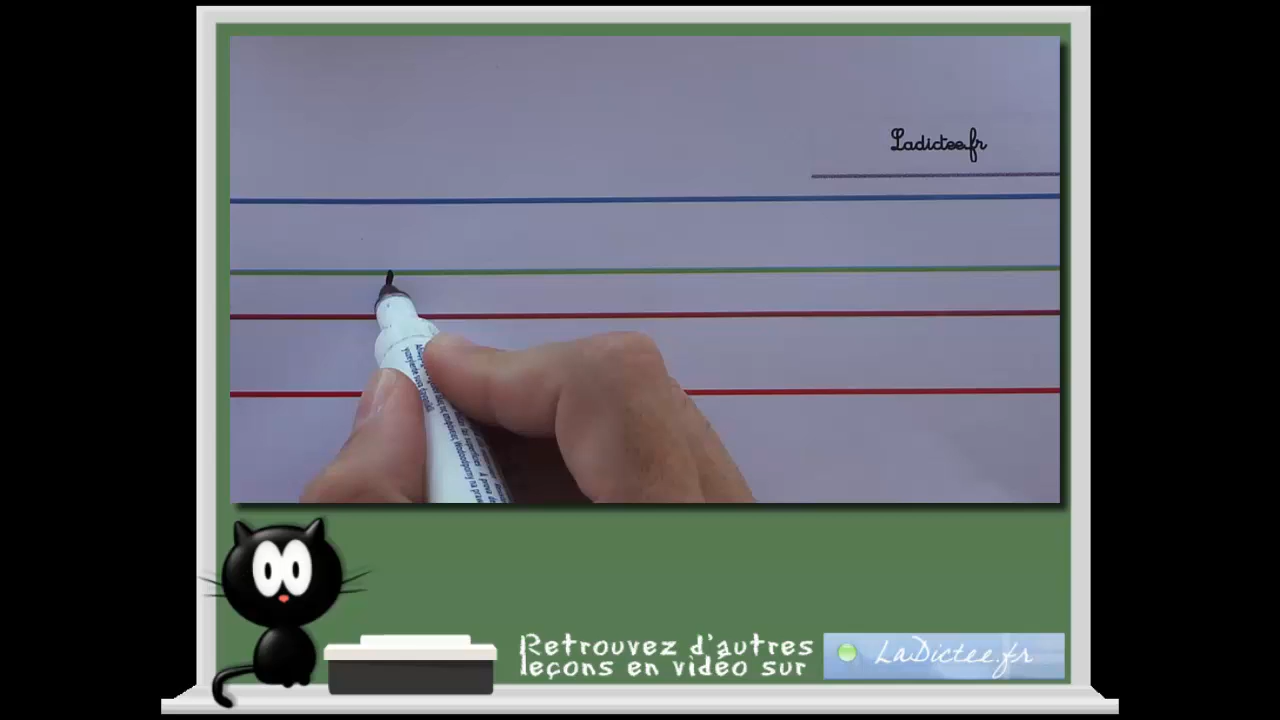 Ladictee.fr
Retrouvez d'autres
leçons en vidéo sur
LaDictee.fr